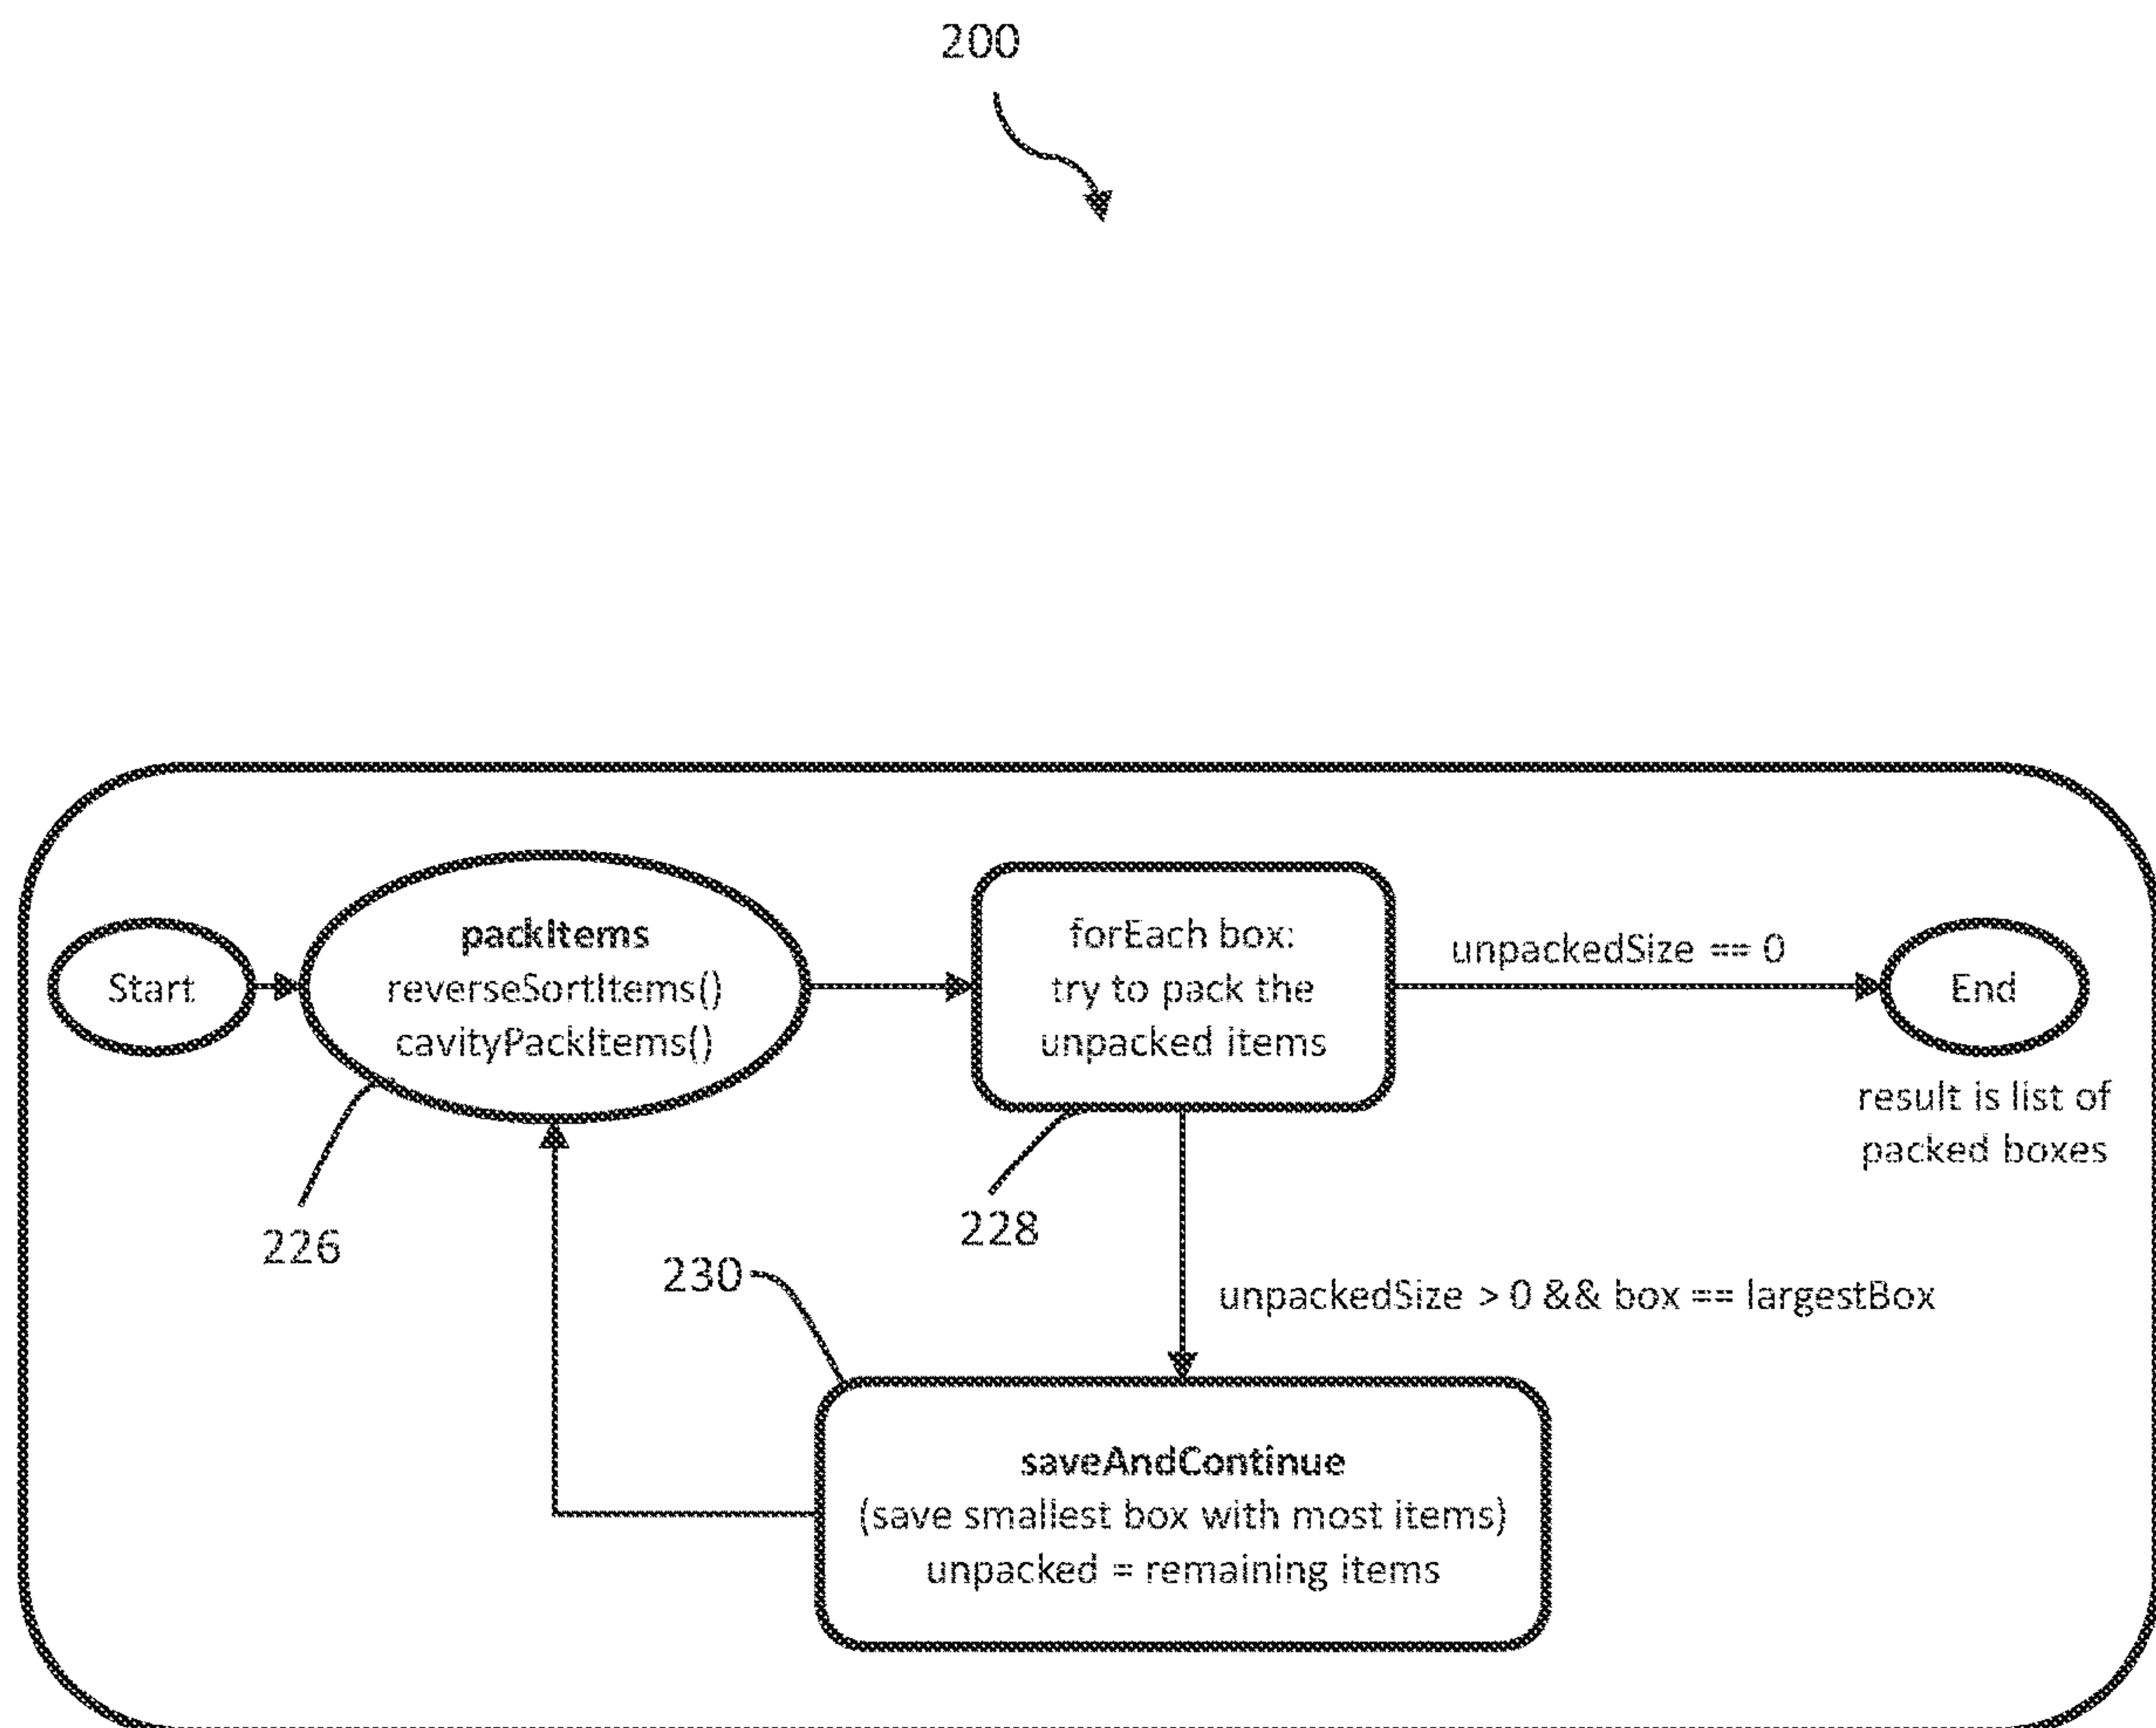 200
Start
packItems
reverseSortItems()
cavityPackItems()
226
forEach box:
try to pack the
unpacked items
228
unpackedSize == 0
End
result is list of
packed boxes
unpackedSize > 0 && box == largestBox
230
saveAndContinue
(save smallest box with most items)
unpacked = remaining items